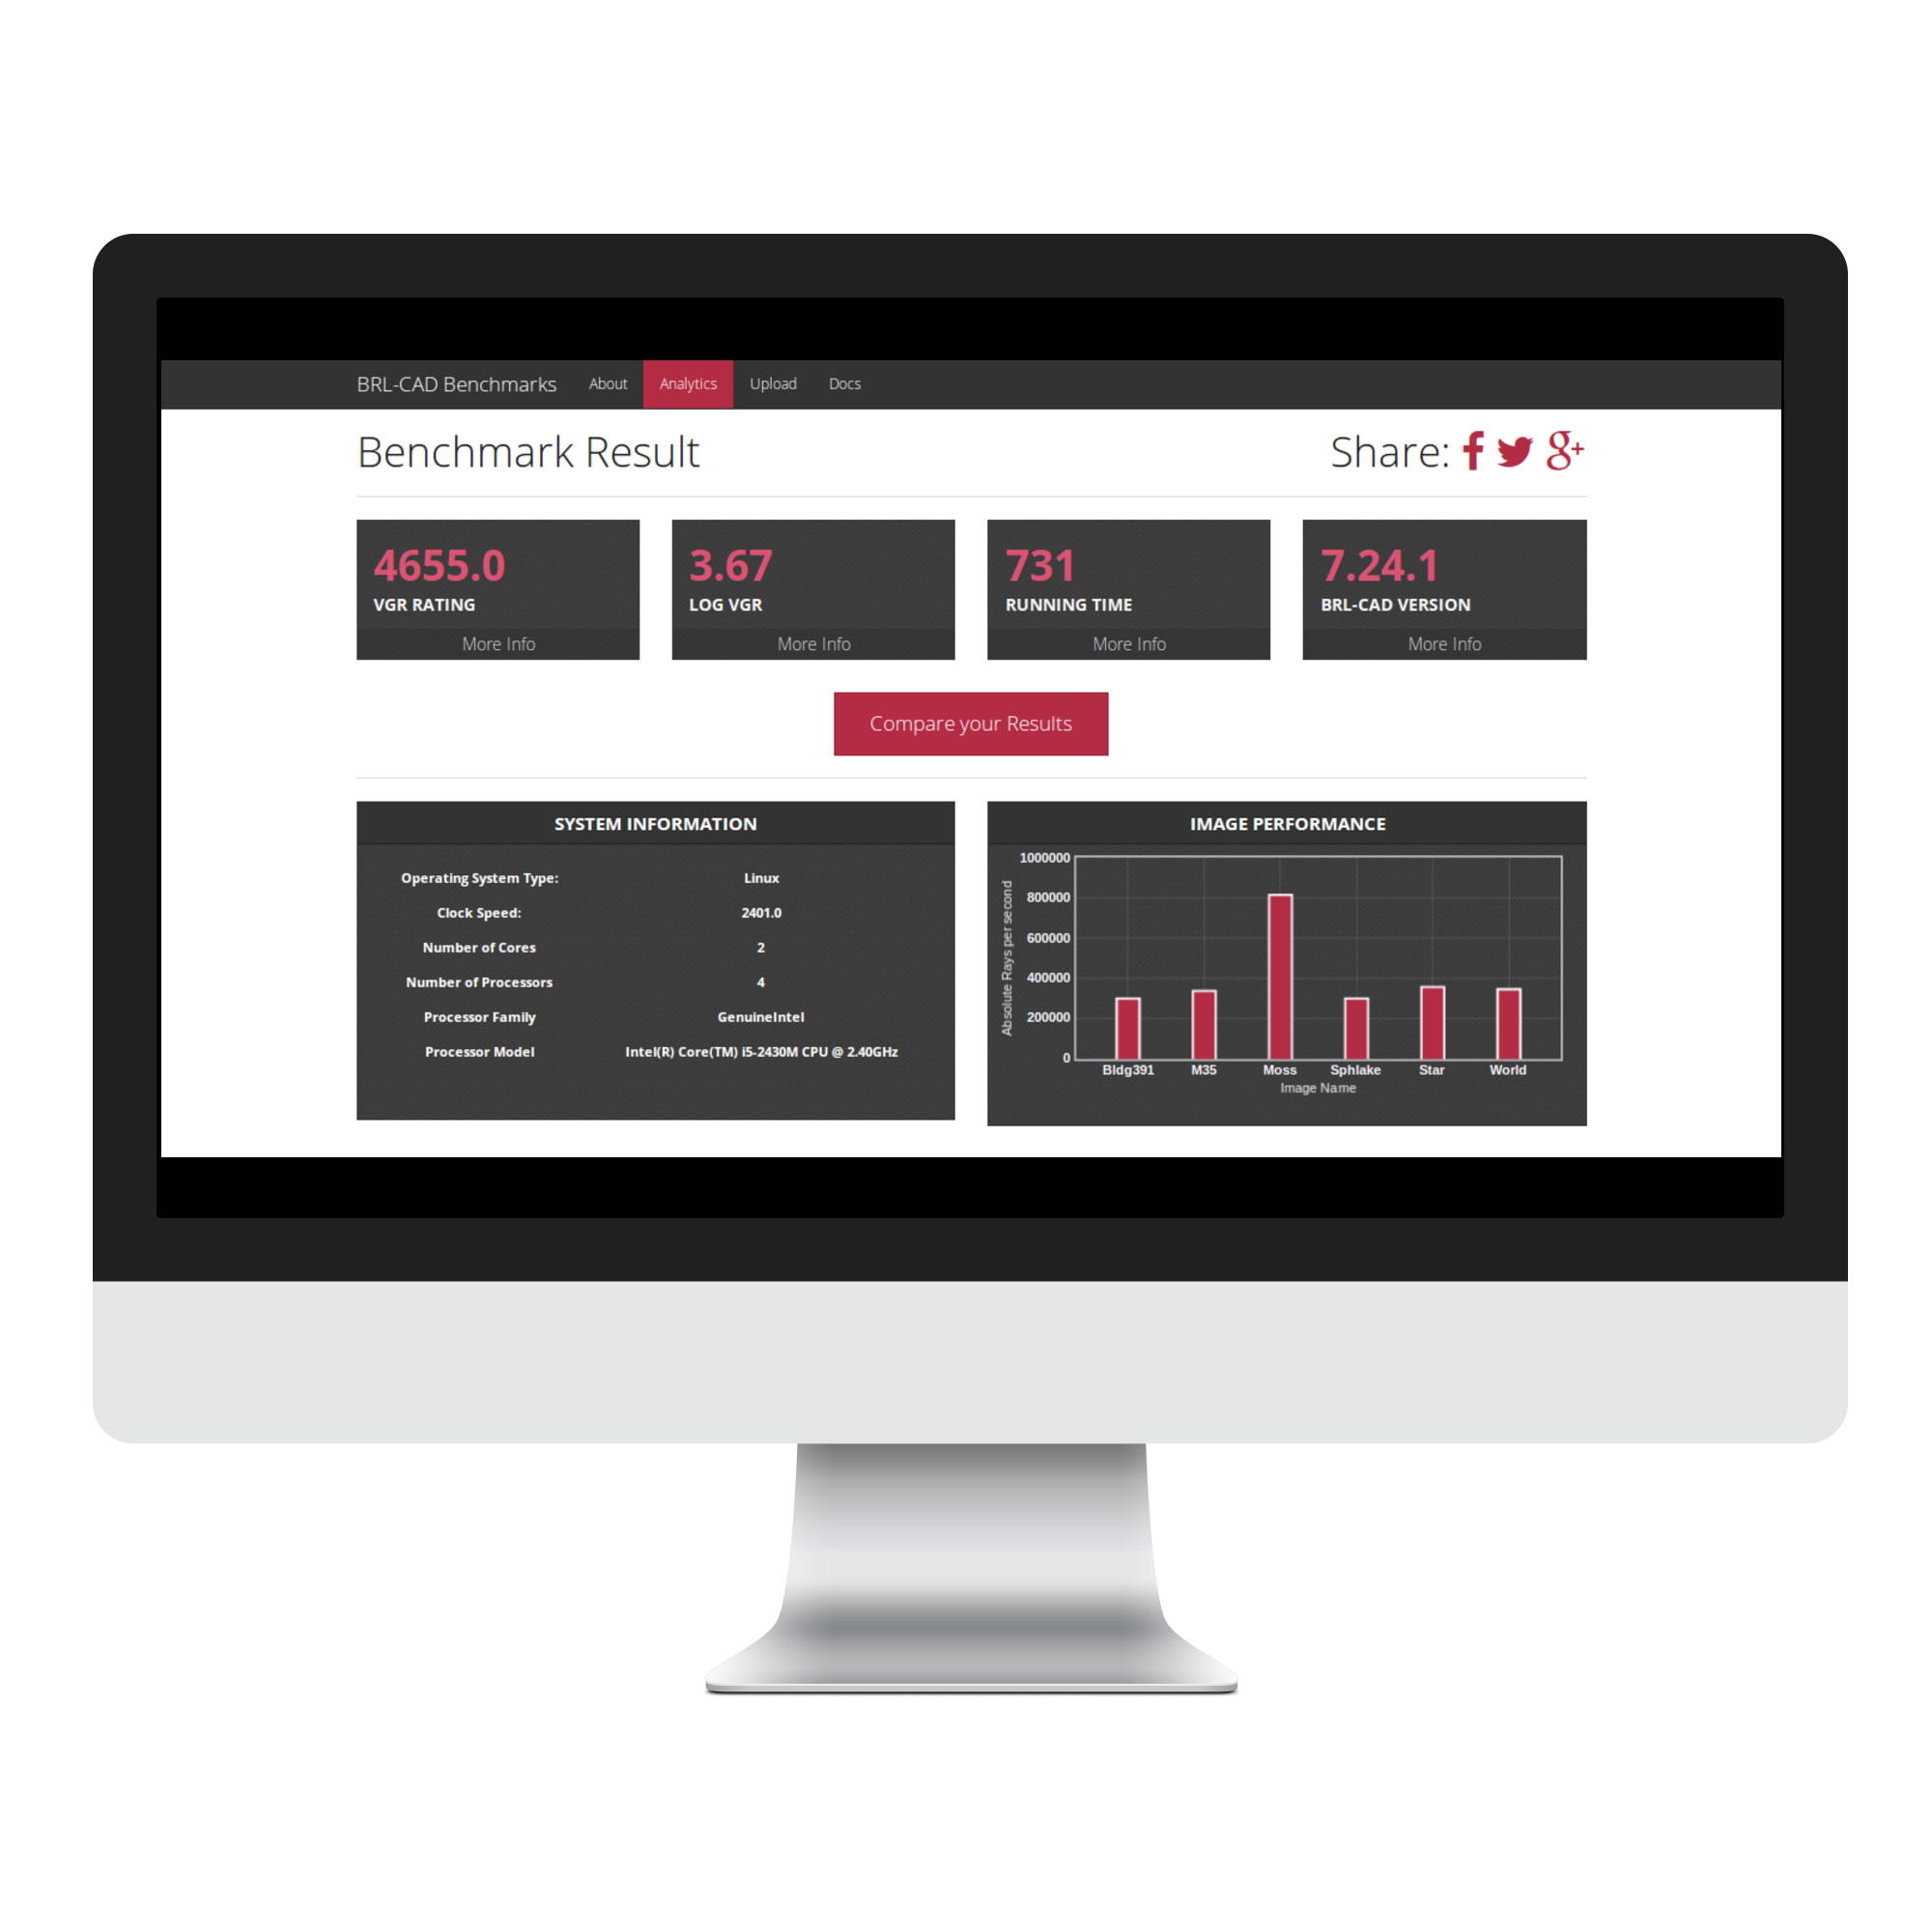 BRL-CAD Benchmarks About Analytics Upload Docs
Benchmark Result
Share:
4655.0
VGR RATING
More Info
3.67
LOG VGR
More Info
731
RUNNING TIME
More Info
7.24.1
BRL-CAD VERSION
More Info
Compare your Results
SYSTEM INFORMATION
Operating System Type: Linux
Clock Speed: 2401.0
Number of Cores 2
Number of Processors 4
Processor Family GenuineIntel
Processor Model Intel(R) Core(TM) i5-2430M CPU @ 2.40GHz
IMAGE PERFORMANCE
Absolute Rays per second
1000000
800000
600000
400000
200000
0
Bldg391 M35 Moss Sphlake Star World
Image Name